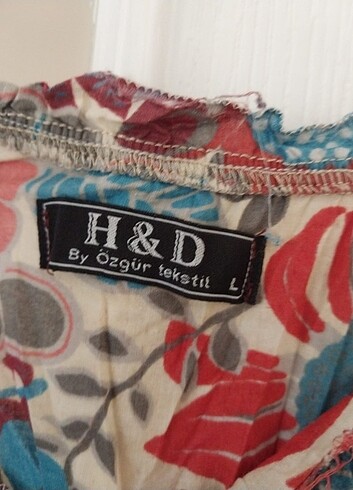 H & D
By Özgür tekstil L